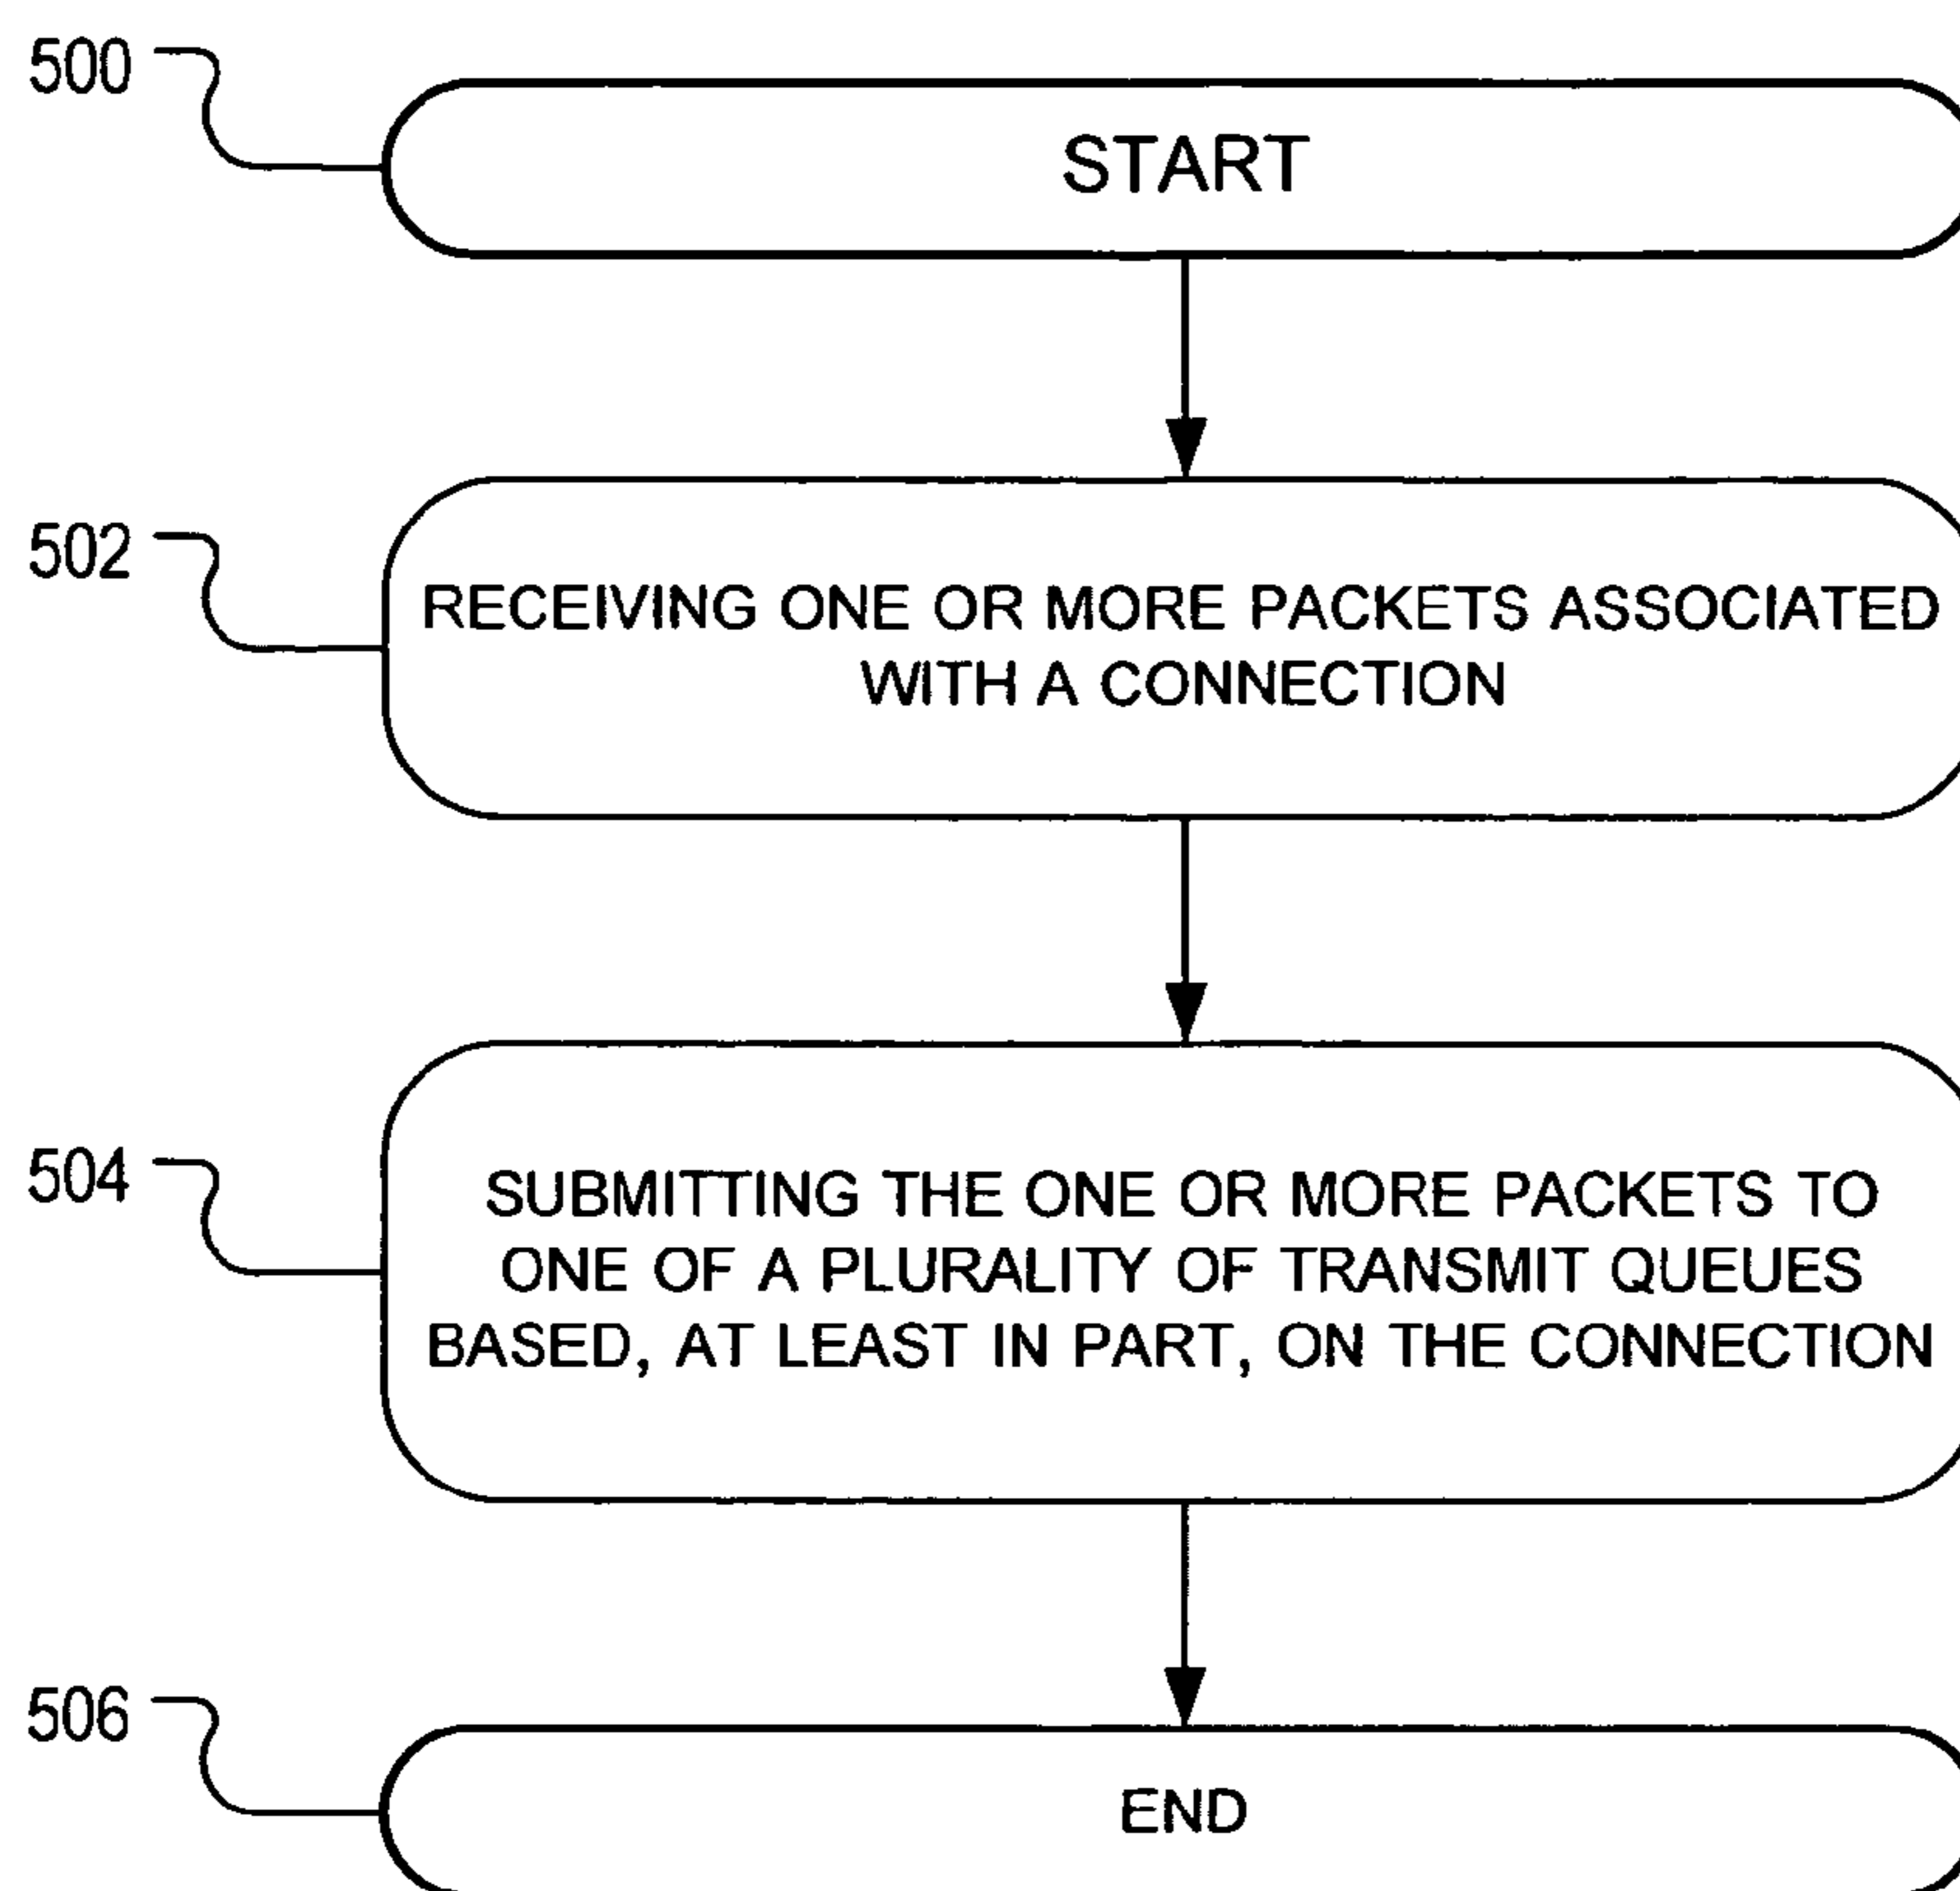 500
START
502
RECEIVING ONE OR MORE PACKETS ASSOCIATED
WITH A CONNECTION
504
SUBMITTING THE ONE OR MORE PACKETS TO
ONE OF A PLURALITY OF TRANSMIT QUEUES
BASED, AT LEAST IN PART, ON THE CONNECTION
506
END